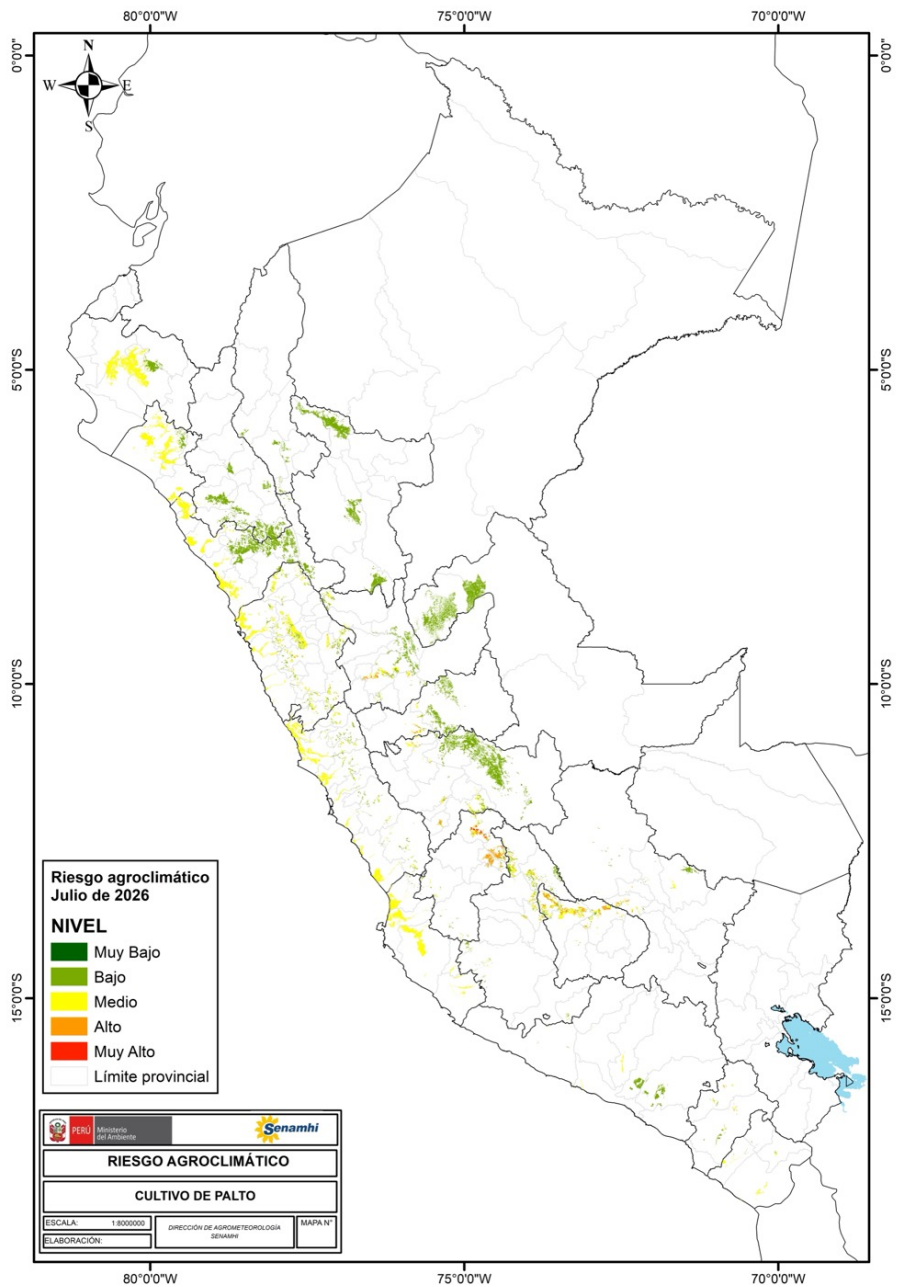 80°0'0"W
75°0'0"W
70°0'0"W
0°0'0"
0°0'0"
N
W
E
S
5°0'0"S
5°0'0"S
10°0'0"S
10°0'0"S
15°0'0"S
15°0'0"S
Riesgo agroclimático
Julio de 2026
NIVEL
Muy Bajo
Bajo
Medio
Alto
Muy Alto
Límite provincial
PERÚ
Ministerio
del Ambiente
Senamhi
RIESGO AGROCLIMÁTICO
CULTIVO DE PALTO
ESCALA: 1:8000000
ELABORACIÓN:
DIRECCIÓN DE AGROMETEOROLOGÍA
SENAMHI
MAPA N°
80°0'0"W
75°0'0"W
70°0'0"W